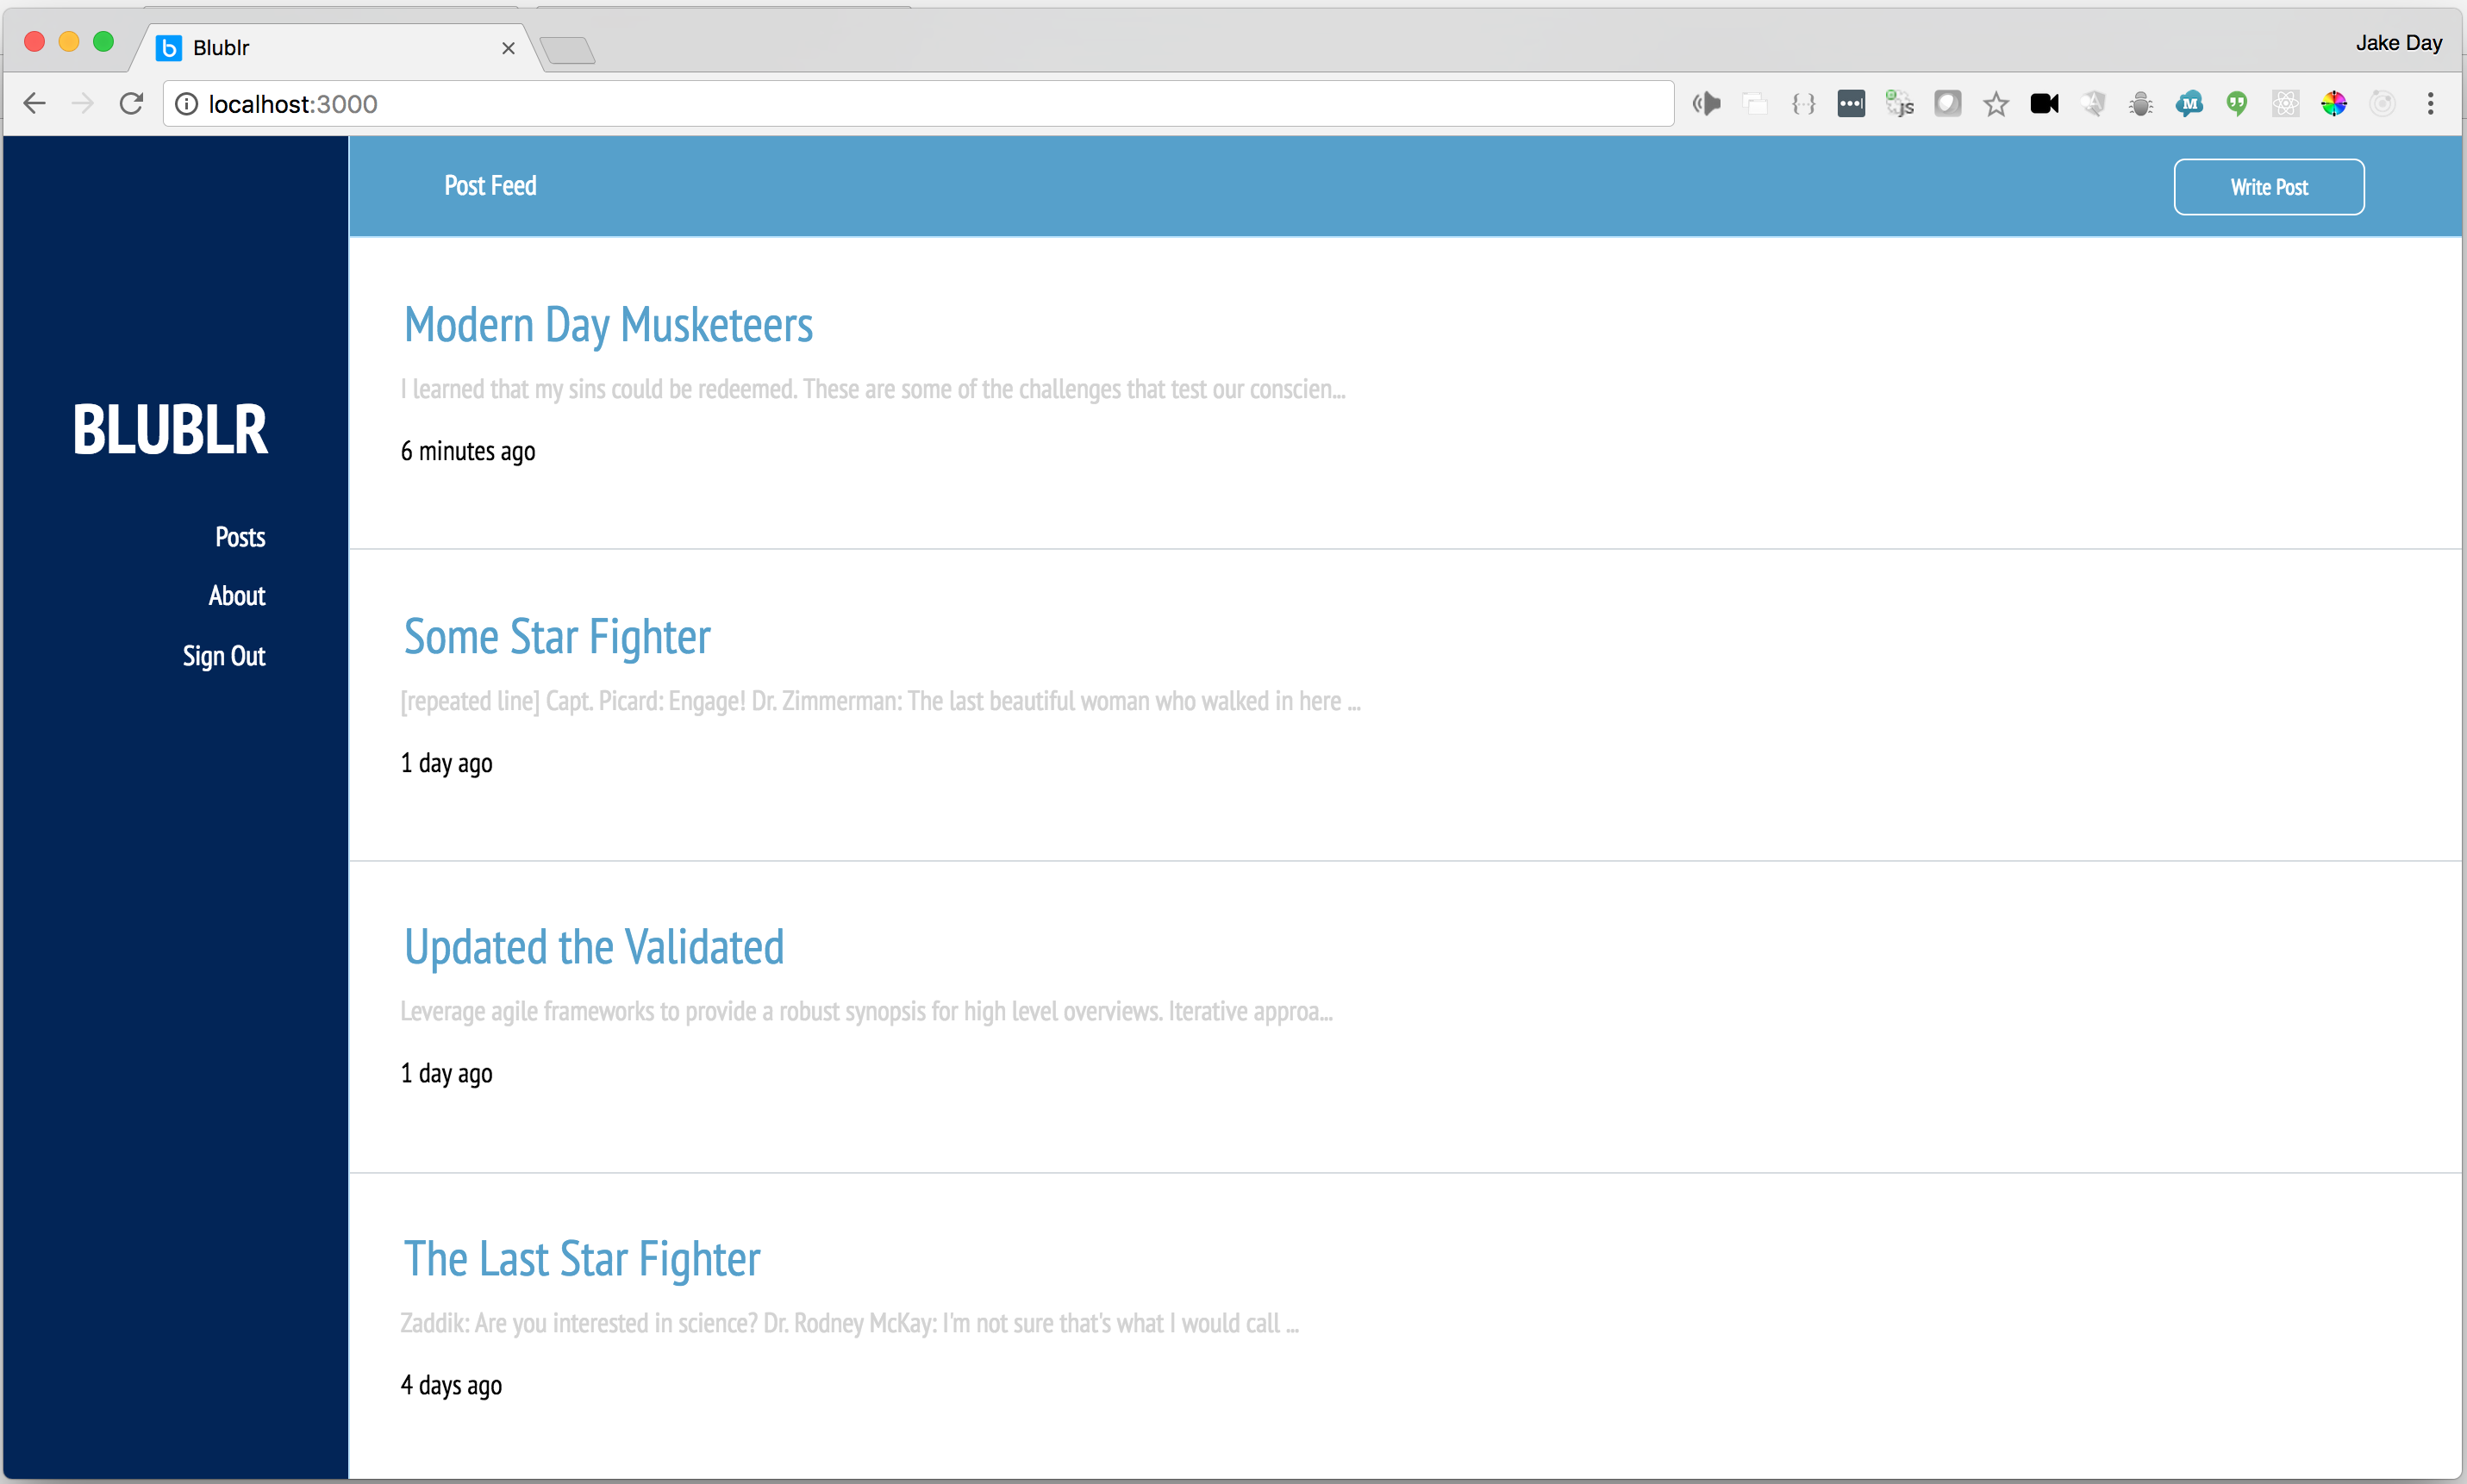 Blublr
Jake Day
localhost:3000
Post Feed
Write Post
BLUBLR
Posts
About
Sign Out
Modern Day Musketeers
I learned that my sins could be redeemed. These are some of the challenges that test our conscien...
6 minutes ago
Some Star Fighter
[repeated line] Capt. Picard: Engage! Dr. Zimmerman: The last beautiful woman who walked in here ...
1 day ago
Updated the Validated
Leverage agile frameworks to provide a robust synopsis for high level overviews. Iterative approa...
1 day ago
The Last Star Fighter
Zaddik: Are you interested in science? Dr. Rodney McKay: I'm not sure that's what I would call ...
4 days ago